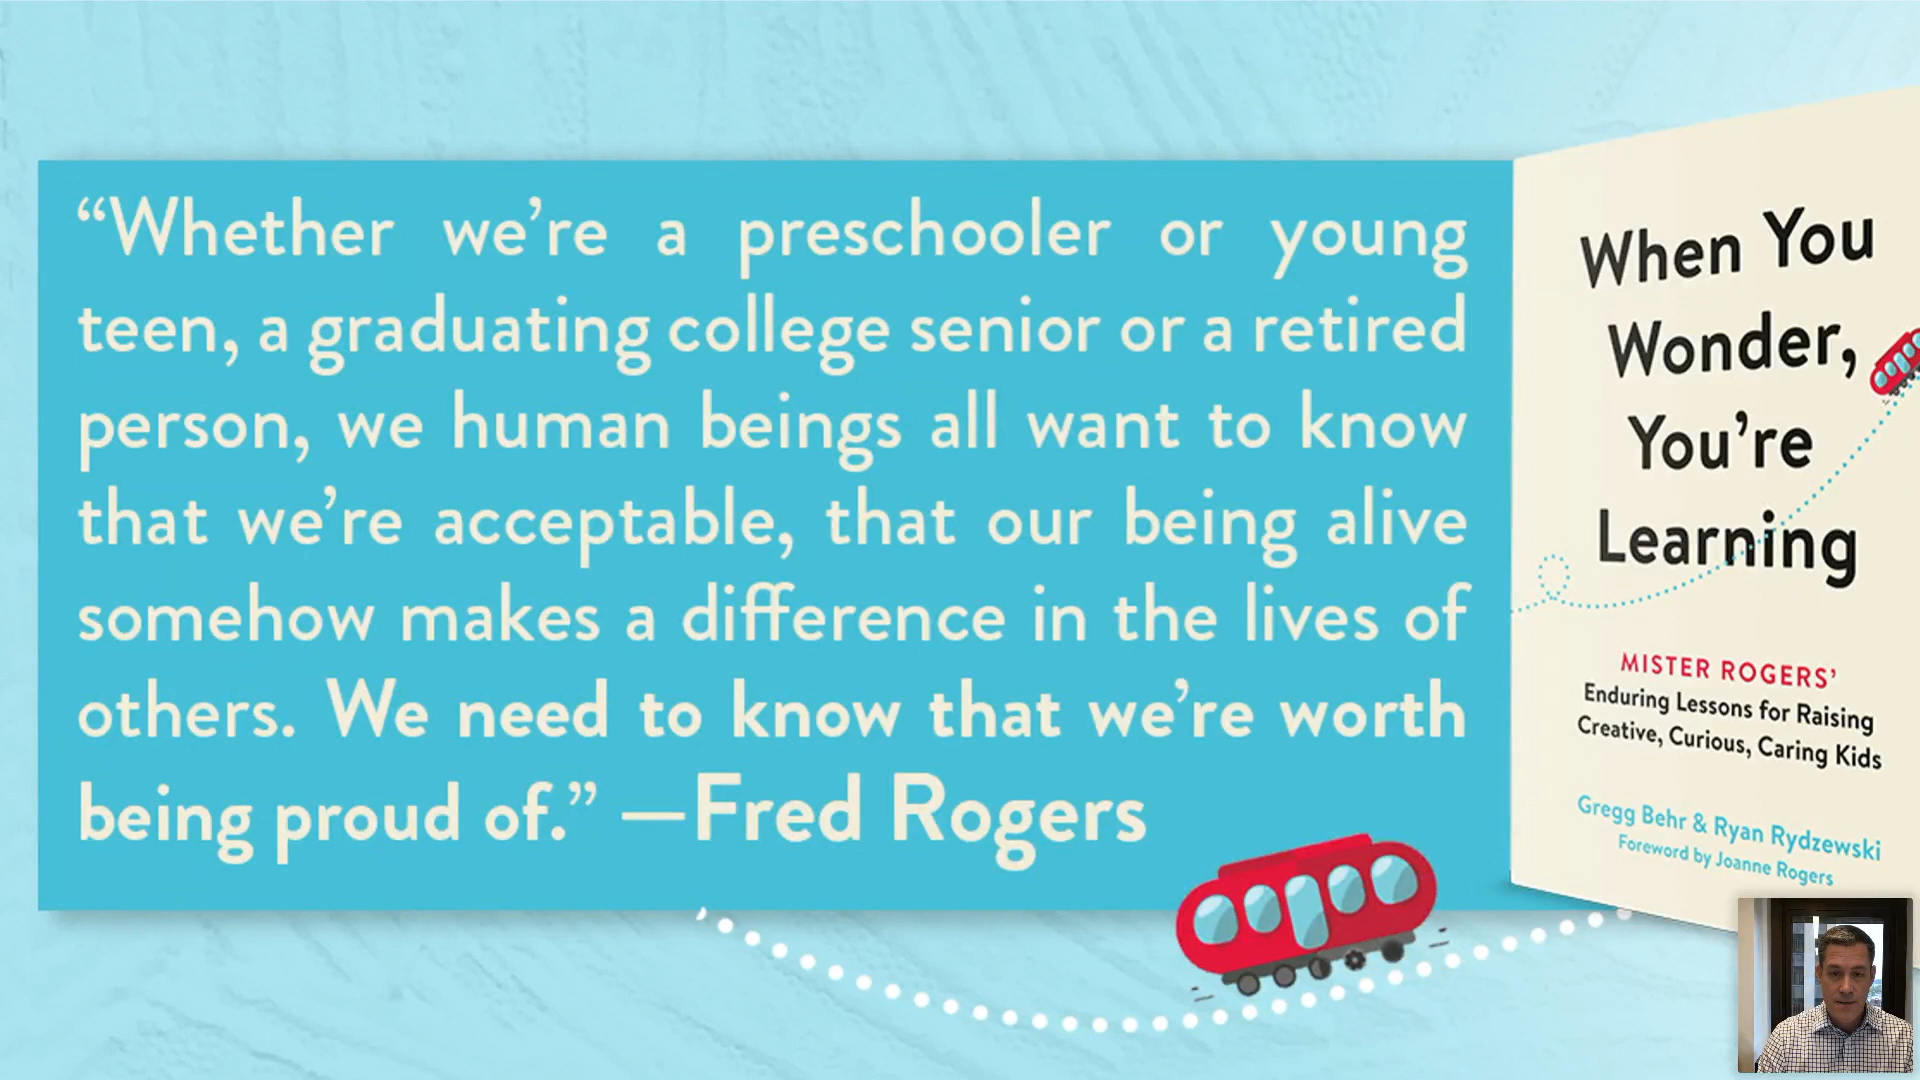 “Whether we’re a preschooler or young
teen, a graduating college senior or a retired
person, we human beings all want to know
that we’re acceptable, that our being alive
somehow makes a difference in the lives of
others. We need to know that we’re worth
being proud of.” —Fred Rogers
When You
Wonder,
You’re
Learning
MISTER ROGERS’
Enduring Lessons for Raising
Creative, Curious, Caring Kids
Gregg Behr & Ryan Rydzewski
Foreword by Joanne Rogers